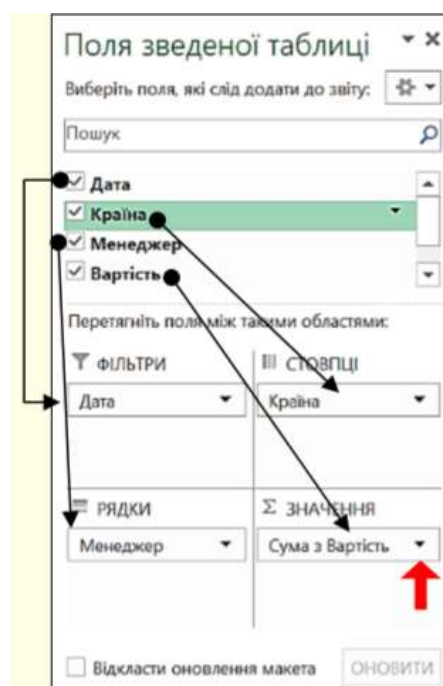 Поля зведеної таблиці
Виберіть поля, які слід додати до звіту:
Пошук
Дата
Країна
Менеджер
Вартість
Перетягніть поля між такими областями:
ФІЛЬТРИ
СТОВПЦІ
Дата
Країна
РЯДКИ
Σ ЗНАЧЕННЯ
Менеджер
Сума з Вартість
Відкласти оновлення макета
ОНОВИТИ